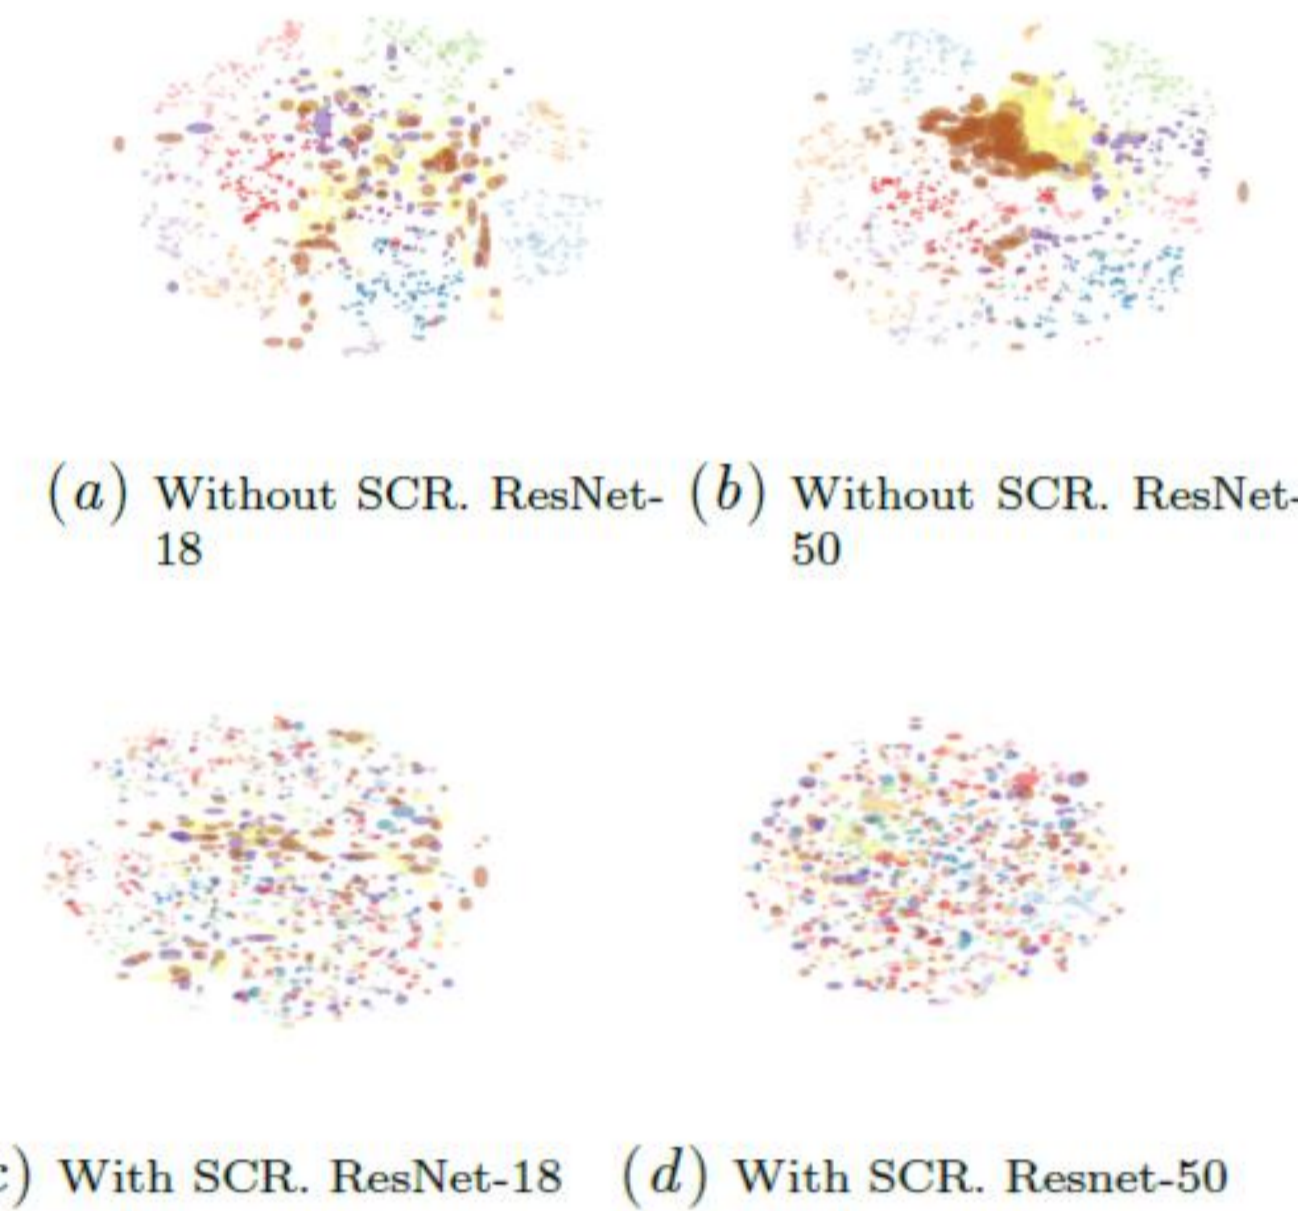 (a) Without SCR. ResNet-
18
(b) Without SCR. ResNet-
50
c) With SCR. ResNet-18
(d) With SCR. Resnet-50